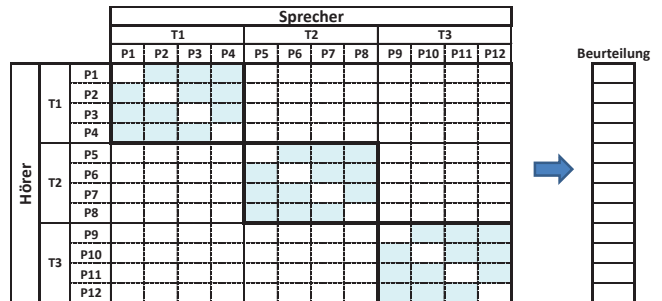 Sprecher
T1 T2 T3
P1 P2 P3 P4 P5 P6 P7 P8 P9 P10 P11 P12 Beurteilung
Hörer
T1
P1
P2
P3
P4
T2
P5
P6
P7
P8
T3
P9
P10
P11
P12